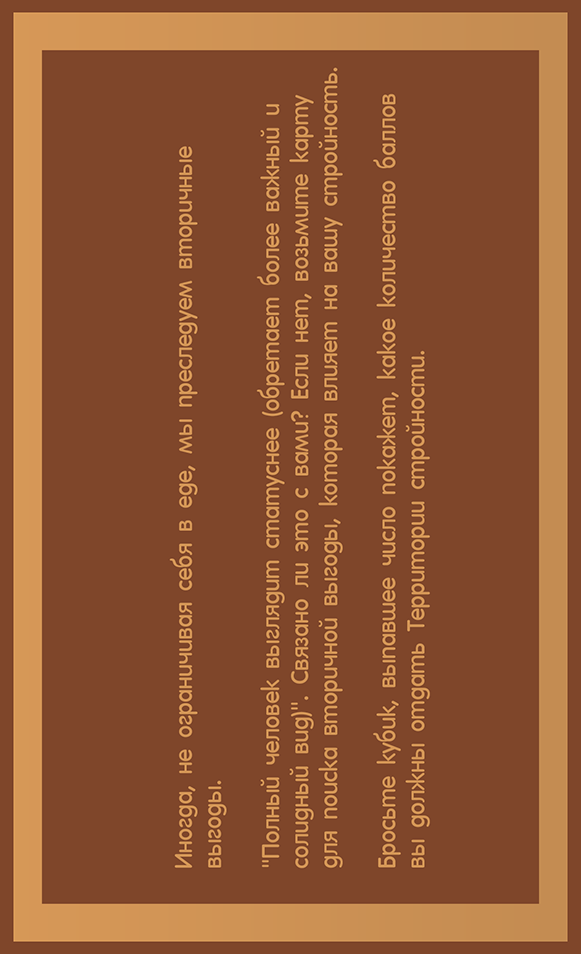 Иногда, не ограничивая себя в еде, мы преследуем вторичные
выгоды.
"Полный человек выглядит статуснее (обретает более важный и
солидный вид)". Связано ли это с вами? Если нет, возьмите карту
для поиска вторичной выгоды, которая влияет на вашу стройность.
Бросьте кубик, выпавшее число покажет, какое количество баллов
вы должны отдать Территории стройности.